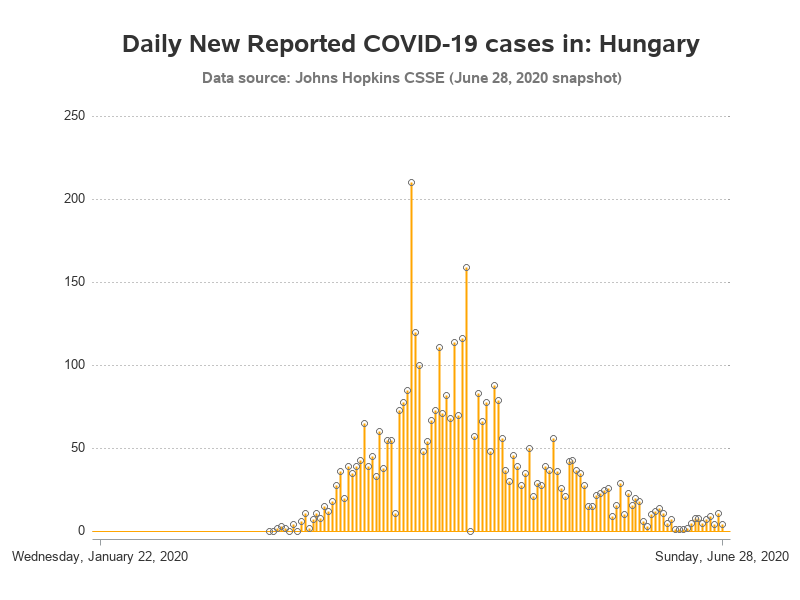 Daily New Reported COVID-19 cases in: Hungary
Data source: Johns Hopkins CSSE (June 28, 2020 snapshot)
250
200
150
100
50
0
Wednesday, January 22, 2020
Sunday, June 28, 2020